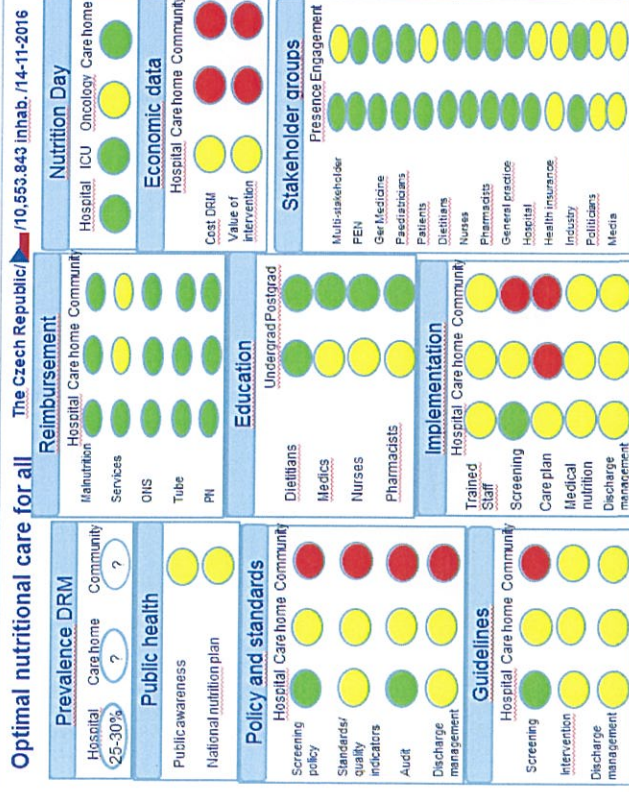 Optimal nutritional care for all The Czech Republic/ /10,553.843 inhab. /14-11-2016
Prevalence DRM
Hospital Care home Community
25-30% ? ?
Public health
Public awareness
National nutrition plan
Policy and standards
Hospital Care home Community
Screening
policy
Standards/
quality
indicators
Audit
Discharge
management
Guidelines
Hospital Care home Community
Screening
Intervention
Discharge
management
Reimbursement
Hospital Care home Community
Malnutrition
Services
ONS
Tube
PN
Education
Undergrad Postgrad
Dietitians
Medics
Nurses
Pharmacists
Implementation
Hospital Care home Community
Trained
Staff
Screening
Care plan
Medical
nutrition
Discharge
management
Nutrition Day
Hospital ICU Oncology Care home
Economic data
Hospital Care home Community
Cost DRM
Value of
intervention
Stakeholder groups
Presence Engagement
Multi-stakeholder
PEN
Ger Medicine
Paediatricians
Patients
Dietitians
Nurses
Pharmacists
General practice
Hospital
Health insurance
Industry
Politicians
Media